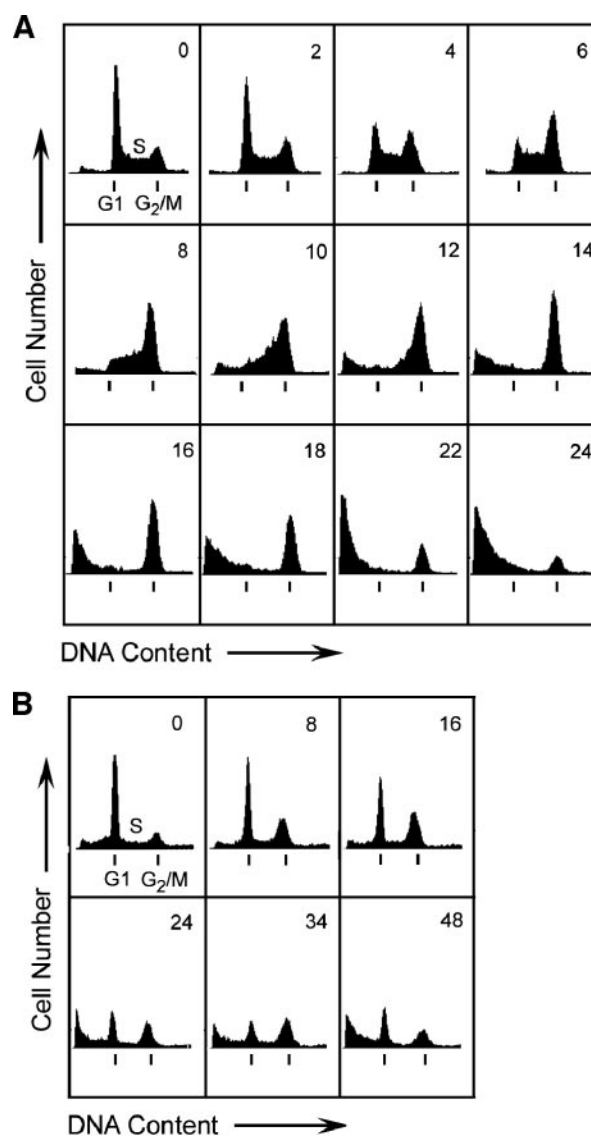 A
0 2 4 6
S
G1 G₂/M
8 10 12 14
16 18 22 24
Cell Number
DNA Content
B
0 8 16
S
G1 G₂/M
24 34 48
Cell Number
DNA Content